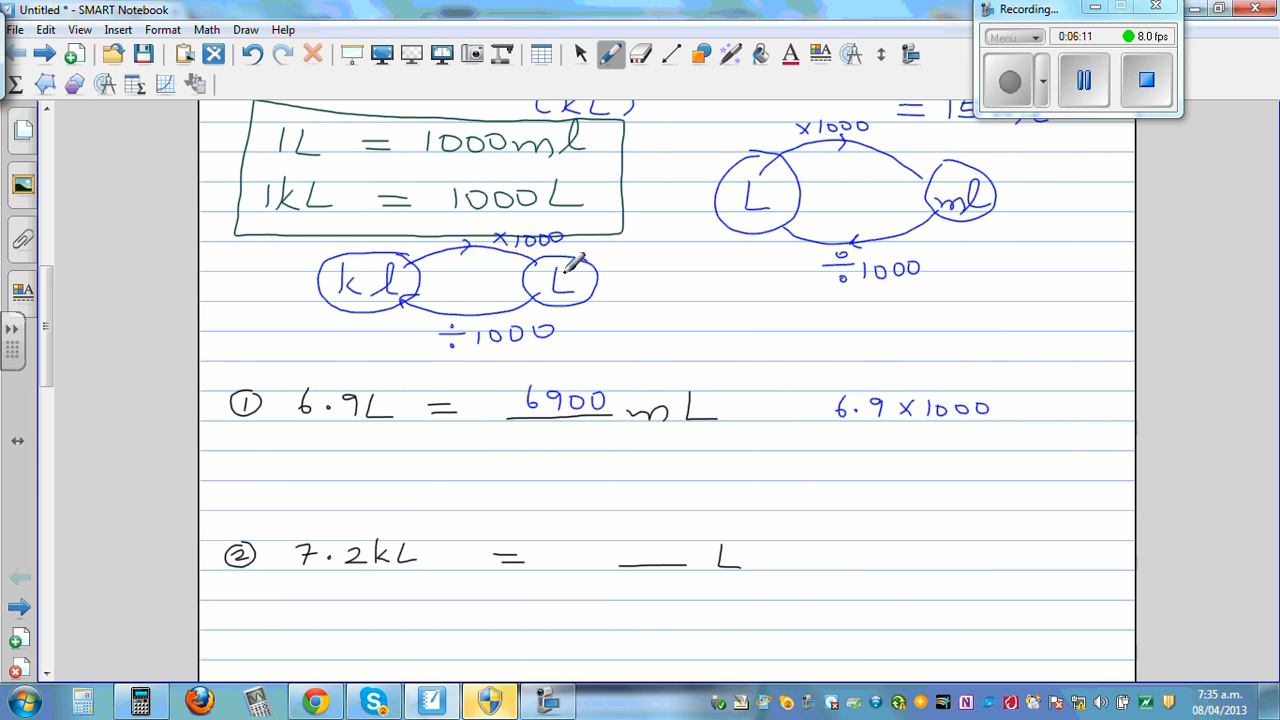 Untitled * - SMART Notebook
Recording...
File Edit View Insert Format Math Draw Help
Menu
0:06:11
8.0 fps
(kL)
1L = 1000ml
1kL = 1000L
×1000
L
ml
÷1000
×1000
kl
L
÷1000
① 6.9L = 6900 mL
6.9 × 1000
② 7.2kL = ___ L
7:35 a.m.
08/04/2013